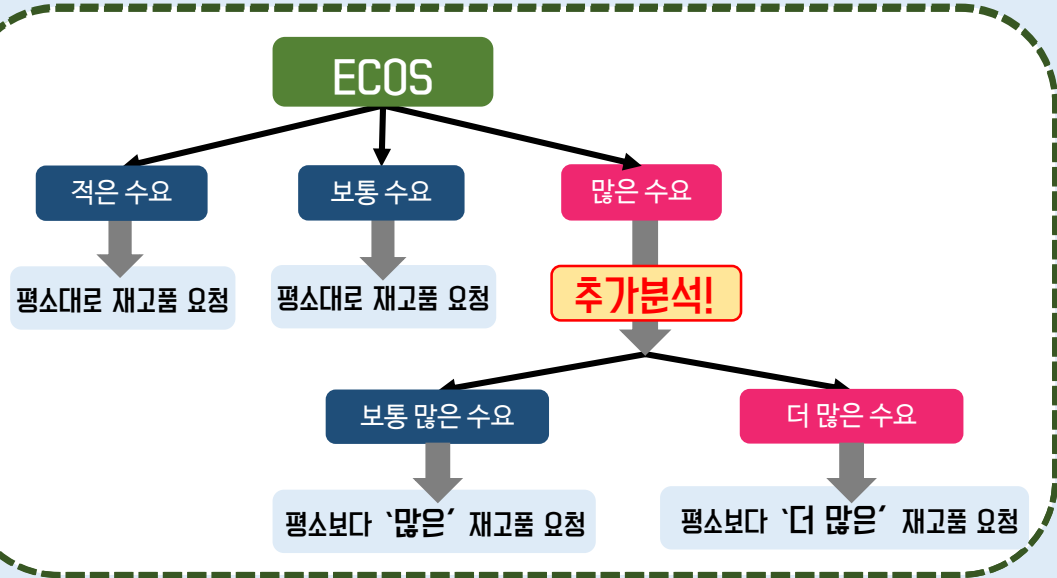 ECOS
적은 수요
보통 수요
많은 수요
평소대로 재고품 요청
평소대로 재고품 요청
추가분석!
보통 많은 수요
더 많은 수요
평소보다 ‘많은’ 재고품 요청
평소보다 ‘더 많은’ 재고품 요청